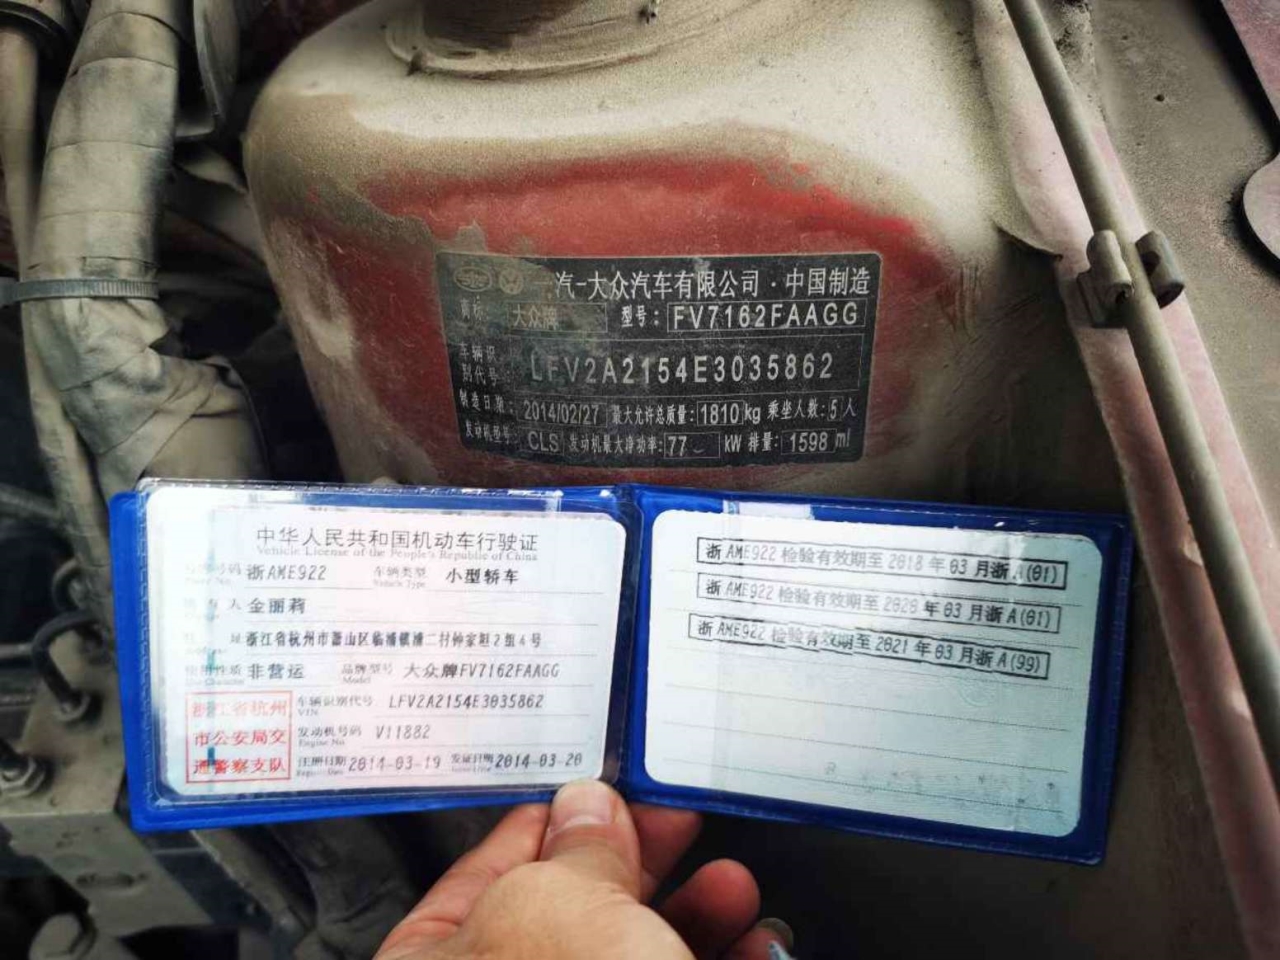 一汽-大众汽车有限公司·中国制造
商标 大众牌 型号: FV7162FAAGG
车辆识别代号 LFV2A2154E3035862
制造日期: 2014/02/27 最大允许总质量: 1810 kg 乘坐人数: 5 人
发动机型号: CLS 发动机最大净功率: 77 kW 排量: 1598 ml
中华人民共和国机动车行驶证
Vehicle License of the People's Republic of China
号码 浙AME922 车辆类型 小型轿车
Vehicle Type
人 金丽莉
址 浙江省杭州市萧山区临浦镇浦二村钟家坦2组4号
使用性质 非营运 品牌型号 大众牌FV7162FAAGG
Model
浙江省杭州
市公安局交
通警察支队
车辆识别代号 LFV2A2154E3035862
VIN
发动机号码 V11882
Engine No.
注册日期 2014-03-19 发证日期 2014-03-20
浙AME922 检验有效期至 2018 年 03 月浙A(01)
浙AME922 检验有效期至 2020 年 03 月浙A(01)
浙AME922 检验有效期至 2021 年 03 月浙A(99)